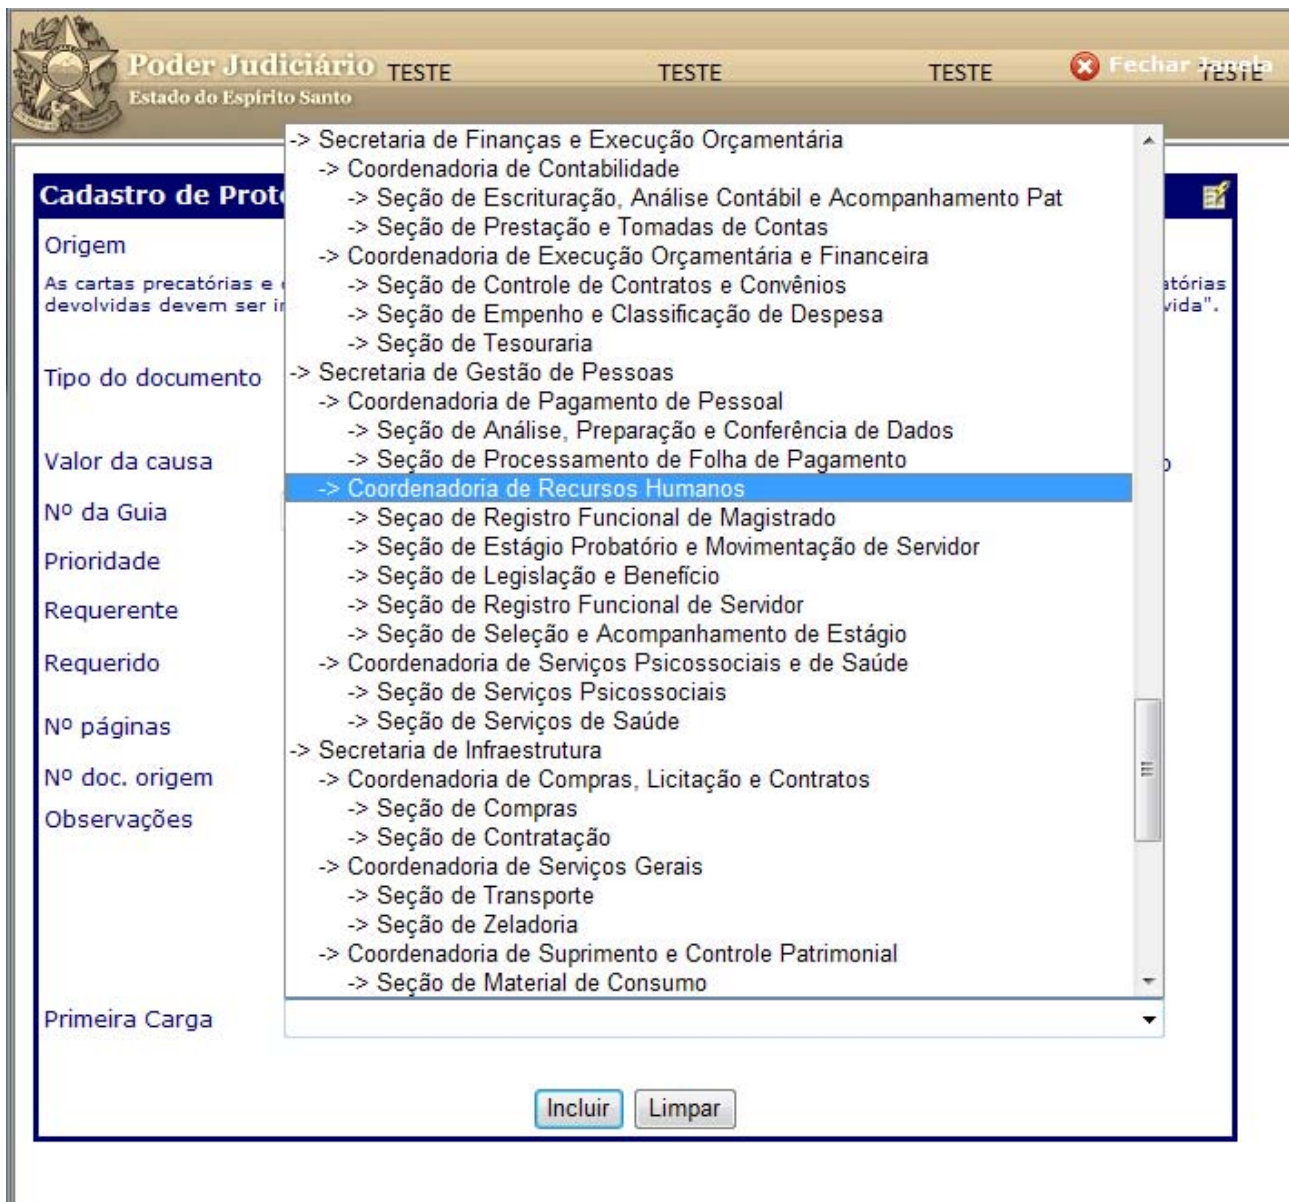 Poder Judiciário TESTE TESTE TESTE Fechar Janela TESTE
Estado do Espírito Santo
-> Secretaria de Finanças e Execução Orçamentária
-> Coordenadoria de Contabilidade
Cadastro de Prot
-> Seção de Escrituração, Análise Contábil e Acompanhamento Pat
-> Seção de Prestação e Tomadas de Contas
Origem
-> Coordenadoria de Execução Orçamentária e Financeira
As cartas precatórias e
-> Seção de Controle de Contratos e Convênios
atórias
devolvidas devem ser i
vida".
-> Seção de Empenho e Classificação de Despesa
-> Seção de Tesouraria
Tipo do documento
-> Secretaria de Gestão de Pessoas
-> Coordenadoria de Pagamento de Pessoal
-> Seção de Análise, Preparação e Conferência de Dados
Valor da causa
-> Seção de Processamento de Folha de Pagamento
-> Coordenadoria de Recursos Humanos
Nº da Guia
-> Seçao de Registro Funcional de Magistrado
-> Seção de Estágio Probatório e Movimentação de Servidor
Prioridade
-> Seção de Legislação e Benefício
Requerente
-> Seção de Registro Funcional de Servidor
-> Seção de Seleção e Acompanhamento de Estágio
Requerido
-> Coordenadoria de Serviços Psicossociais e de Saúde
-> Seção de Serviços Psicossociais
Nº páginas
-> Seção de Serviços de Saúde
-> Secretaria de Infraestrutura
Nº doc. origem
-> Coordenadoria de Compras, Licitação e Contratos
-> Seção de Compras
Observações
-> Seção de Contratação
-> Coordenadoria de Serviços Gerais
-> Seção de Transporte
-> Seção de Zeladoria
-> Coordenadoria de Suprimento e Controle Patrimonial
-> Seção de Material de Consumo
Primeira Carga
Incluir Limpar